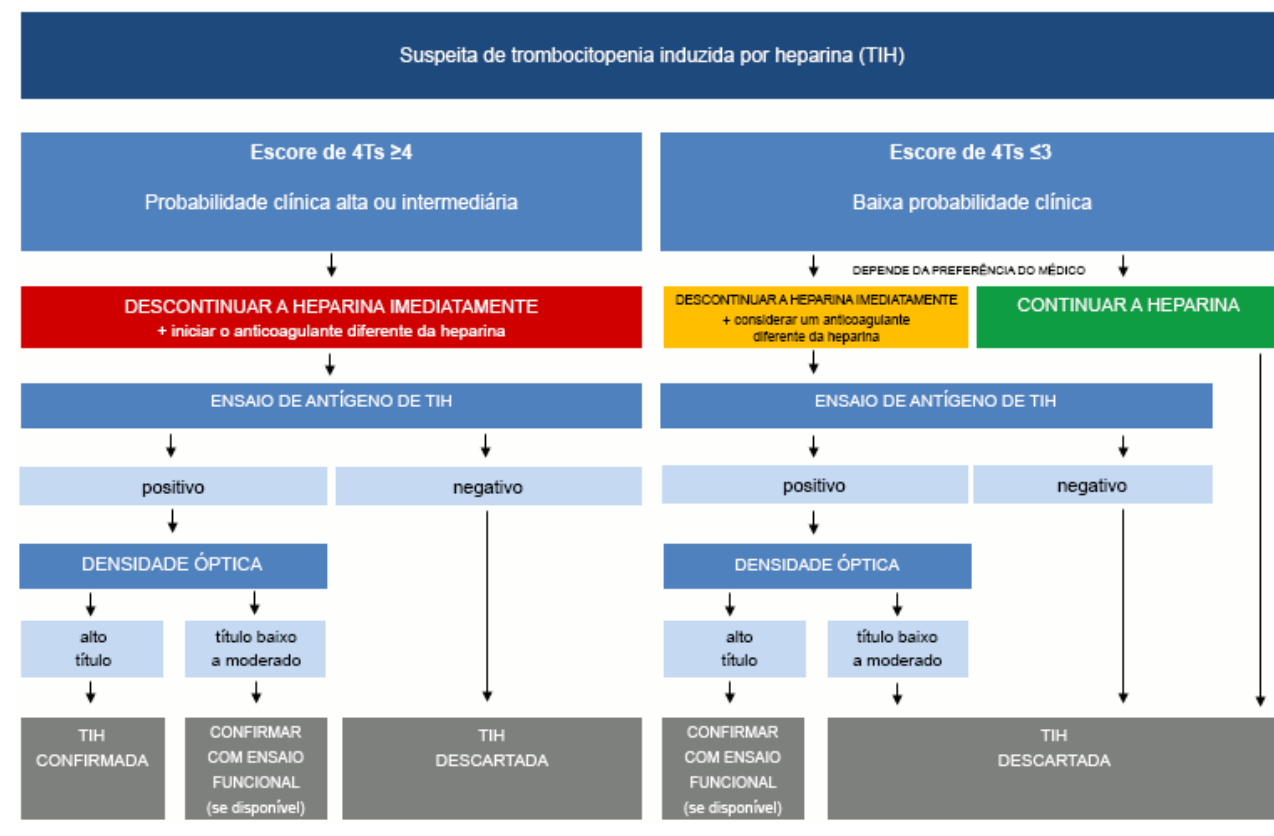 Suspeita de trombocitopenia induzida por heparina (TIH)
Escore de 4Ts ≥4
Probabilidade clínica alta ou intermediária
Escore de 4Ts ≤3
Baixa probabilidade clínica
DEPENDE DA PREFERÊNCIA DO MÉDICO
DESCONTINUAR A HEPARINA IMEDIATAMENTE
+ iniciar o anticoagulante diferente da heparina
DESCONTINUAR A HEPARINA IMEDIATAMENTE
+ considerar um anticoagulante
diferente da heparina
CONTINUAR A HEPARINA
ENSAIO DE ANTÍGENO DE TIH
ENSAIO DE ANTÍGENO DE TIH
positivo
negativo
positivo
negativo
DENSIDADE ÓPTICA
DENSIDADE ÓPTICA
alto
título
título baixo
a moderado
alto
título
título baixo
a moderado
TIH
CONFIRMADA
CONFIRMAR
COM ENSAIO
FUNCIONAL
(se disponível)
TIH
DESCARTADA
CONFIRMAR
COM ENSAIO
FUNCIONAL
(se disponível)
TIH
DESCARTADA